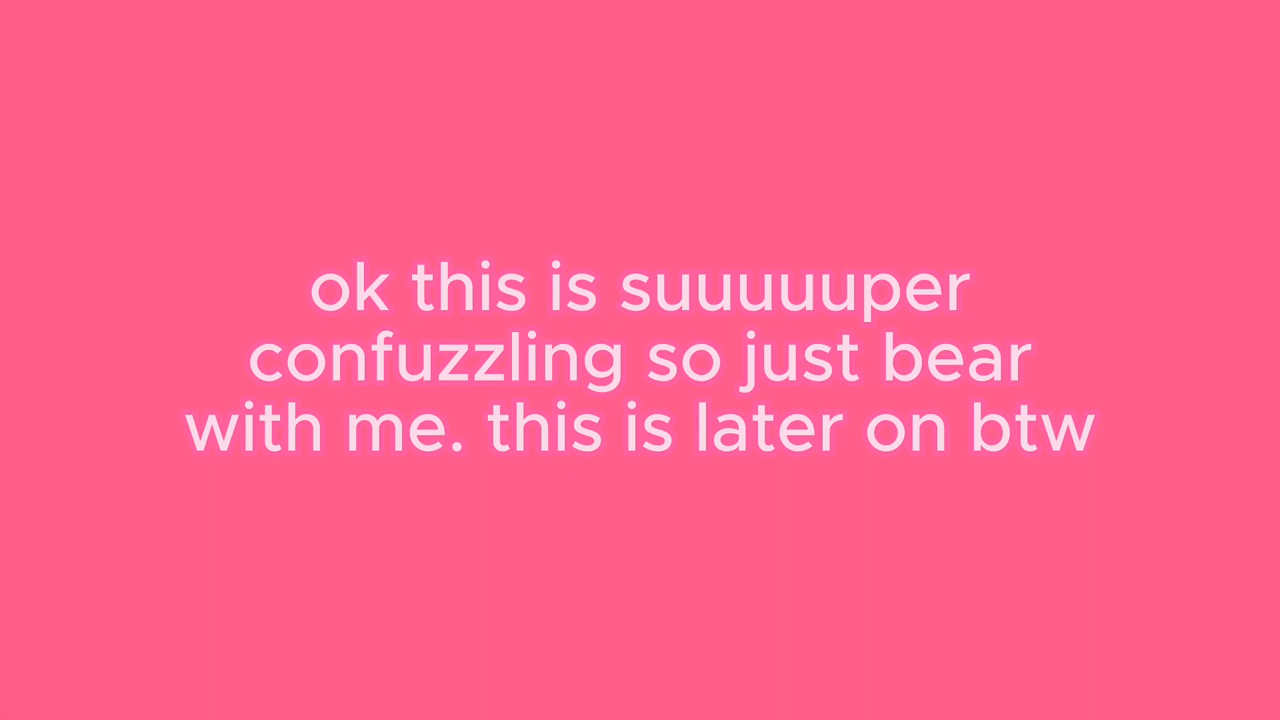 ok this is suuuuuper
confuzzling so just bear
with me. this is later on btw